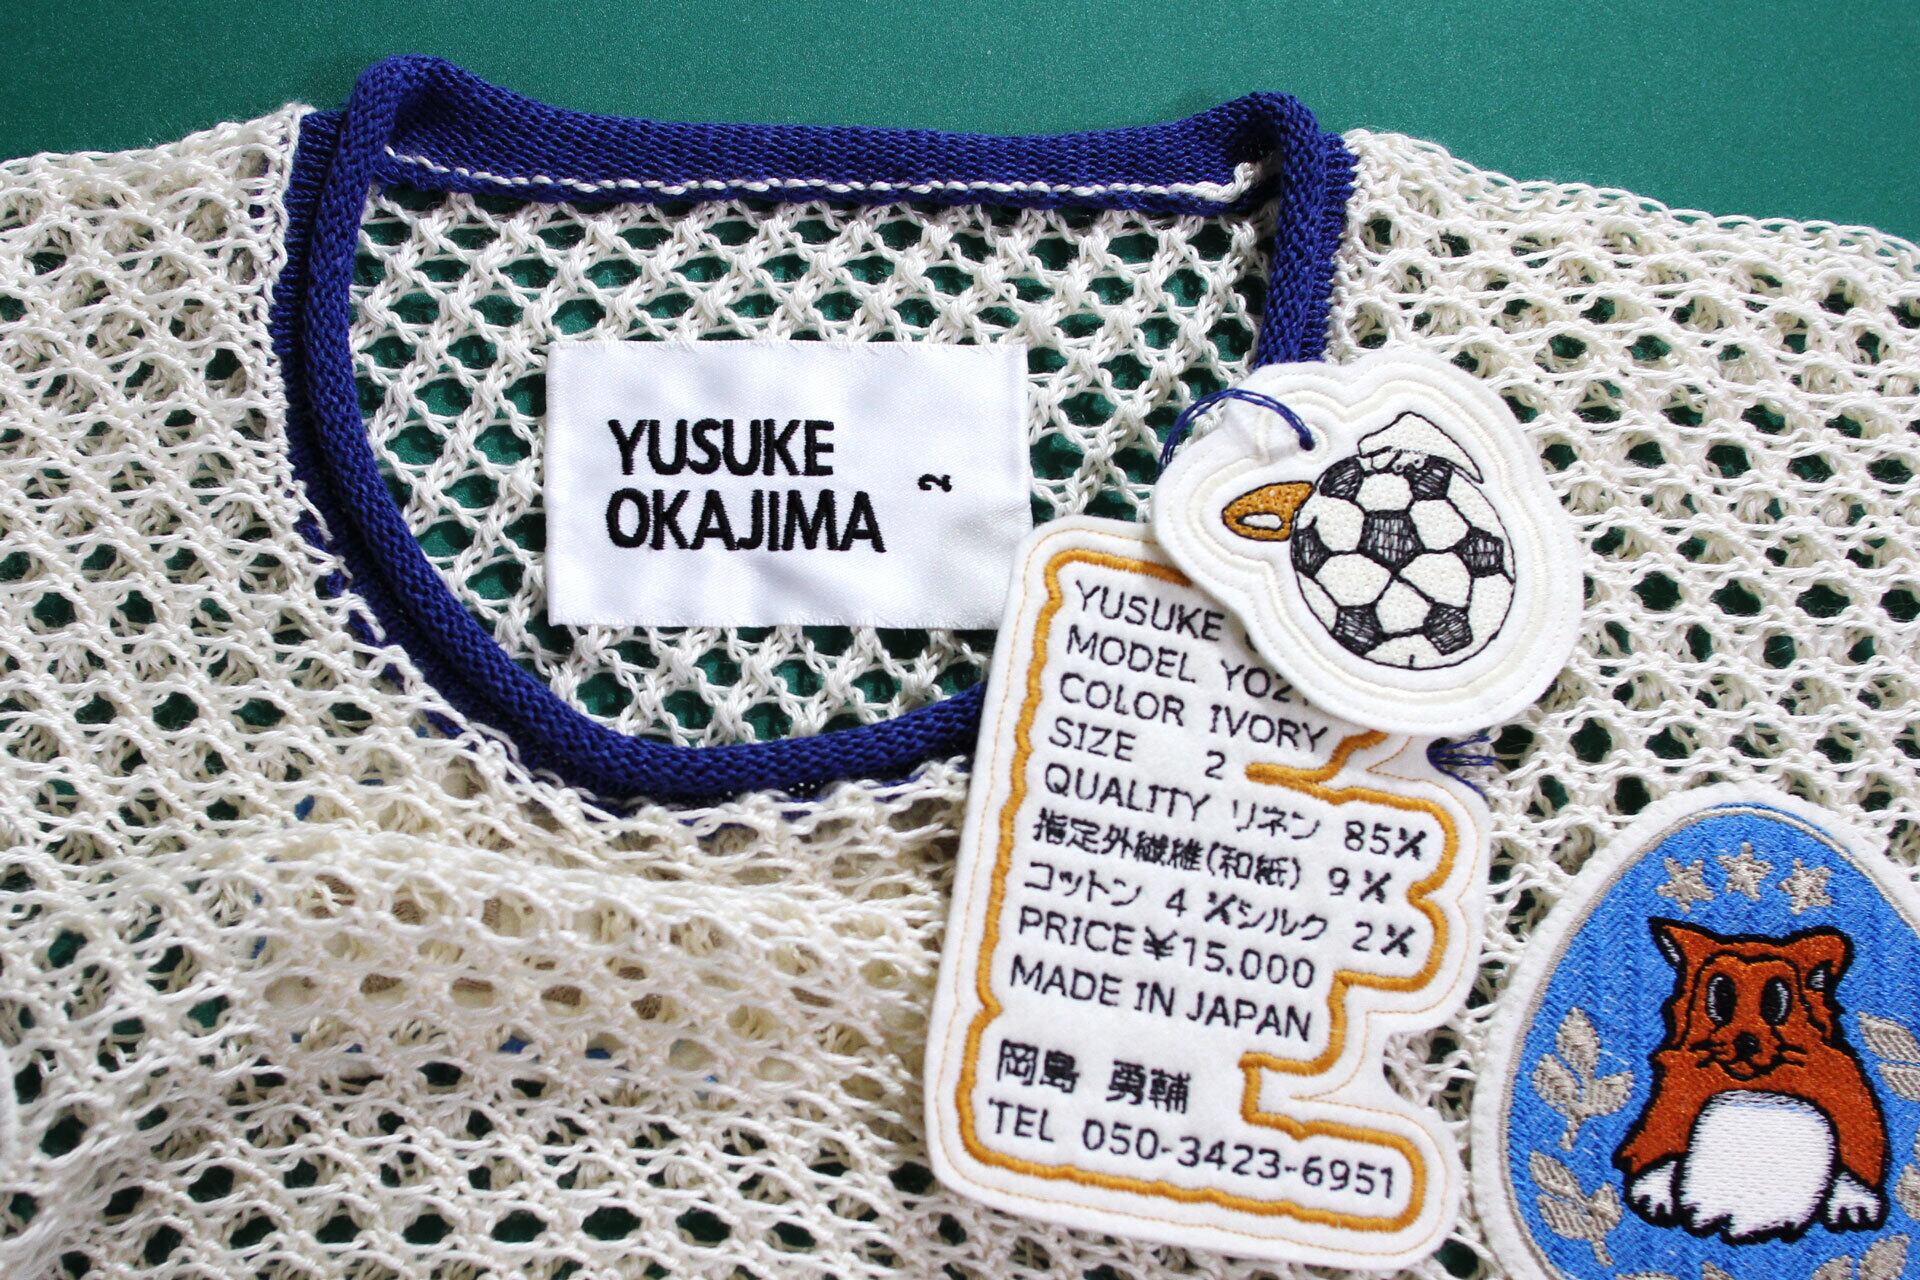 YUSUKE
OKAJIMA
2
YUSUKE
MODEL YO2
COLOR IVORY
SIZE 2
QUALITY リネン 85%
指定外繊維(和紙) 9%
コットン 4%シルク 2%
PRICE ¥15.000
MADE IN JAPAN
岡島 勇輔
TEL 050-3423-6951